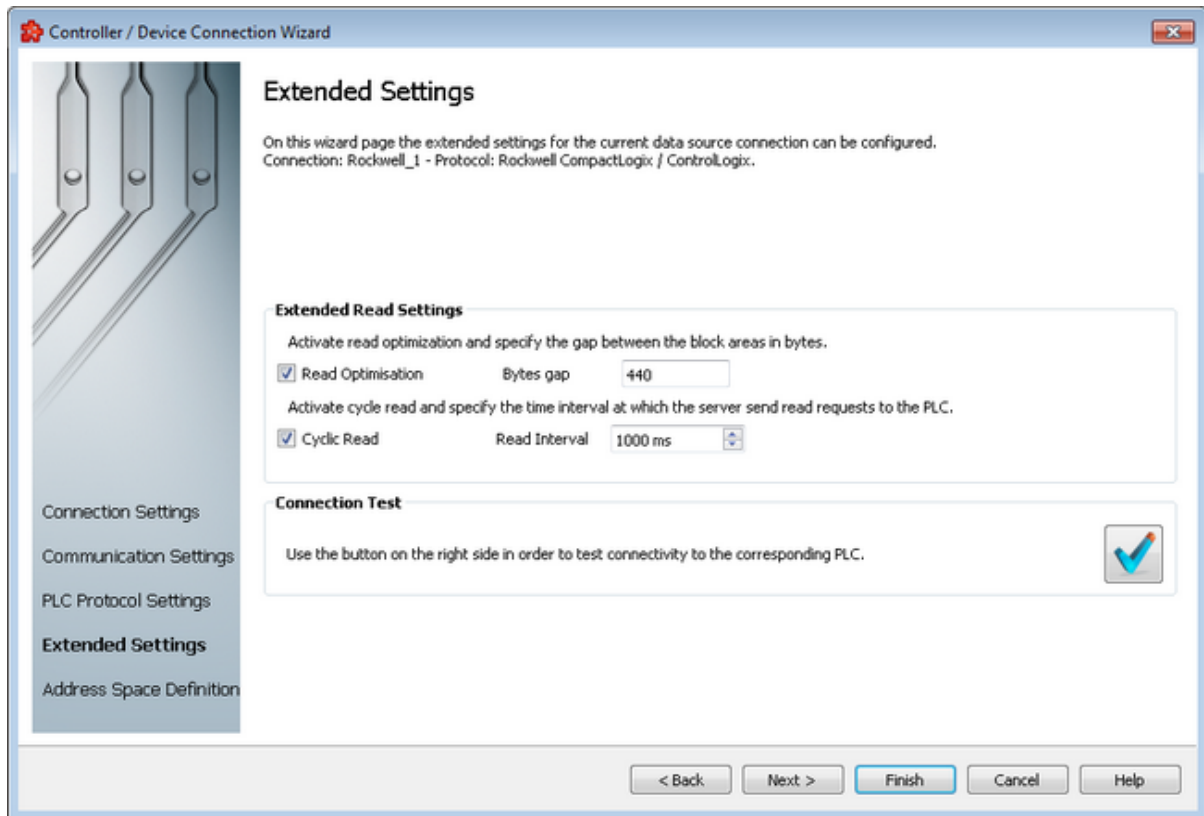 Controller / Device Connection Wizard
Extended Settings
On this wizard page the extended settings for the current data source connection can be configured.
Connection: Rockwell_1 - Protocol: Rockwell CompactLogix / ControlLogix.
Extended Read Settings
Activate read optimization and specify the gap between the block areas in bytes.
Read Optimisation Bytes gap 440
Activate cycle read and specify the time interval at which the server send read requests to the PLC.
Cyclic Read Read Interval 1000 ms
Connection Test
Use the button on the right side in order to test connectivity to the corresponding PLC.
Connection Settings
Communication Settings
PLC Protocol Settings
Extended Settings
Address Space Definition
< Back Next > Finish Cancel Help